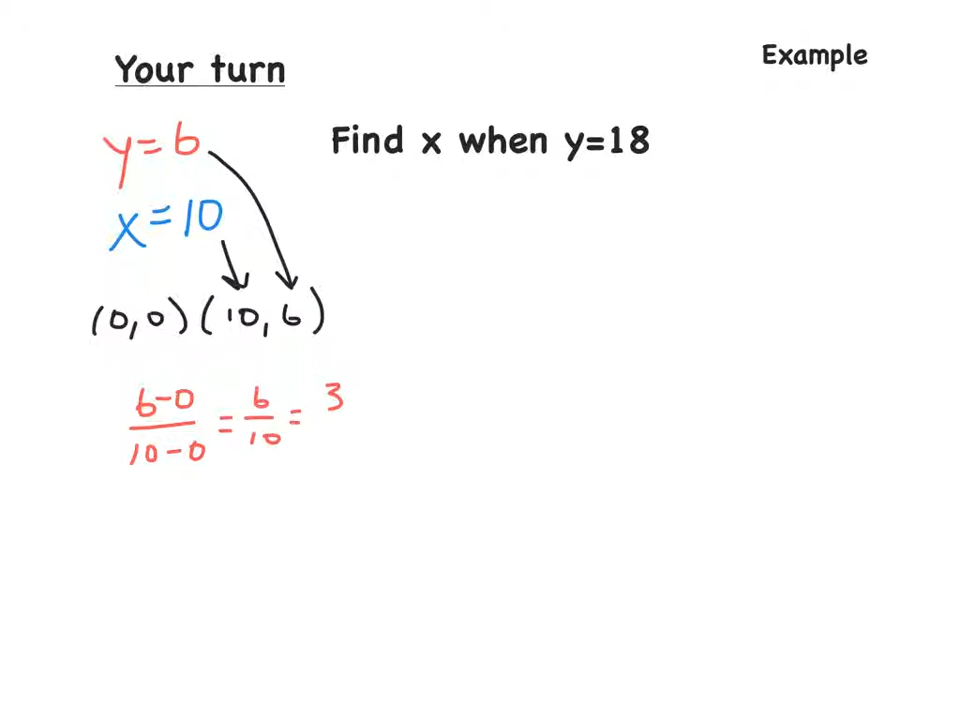 Example
Your turn
y=6
Find x when y=18
x=10
(0,0)(10,6)
6-0/10-0 = 6/10 = 3